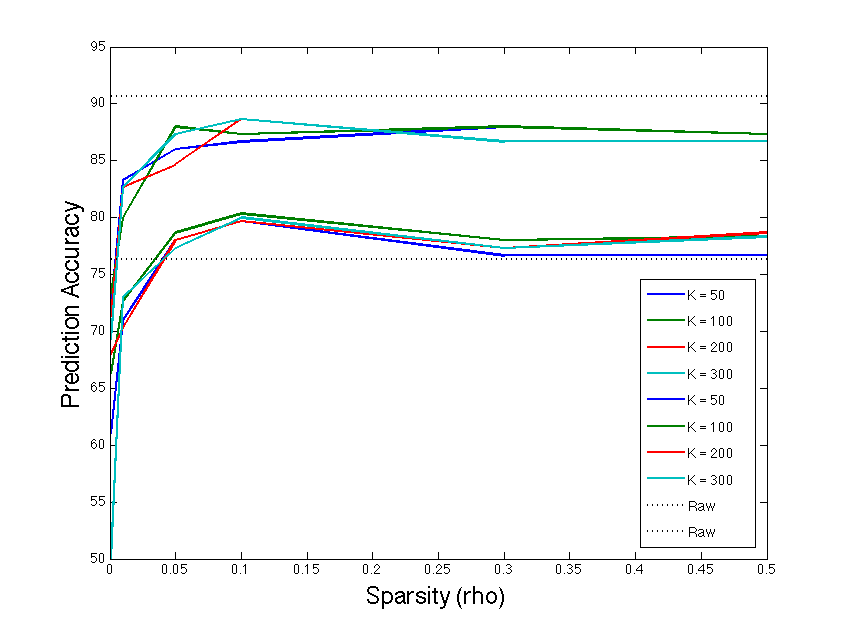 95
90
85
80
75
70
65
60
55
50
Prediction Accuracy
K = 50
K = 100
K = 200
K = 300
K = 50
K = 100
K = 200
K = 300
Raw
Raw
0 0.05 0.1 0.15 0.2 0.25 0.3 0.35 0.4 0.45 0.5
Sparsity (rho)